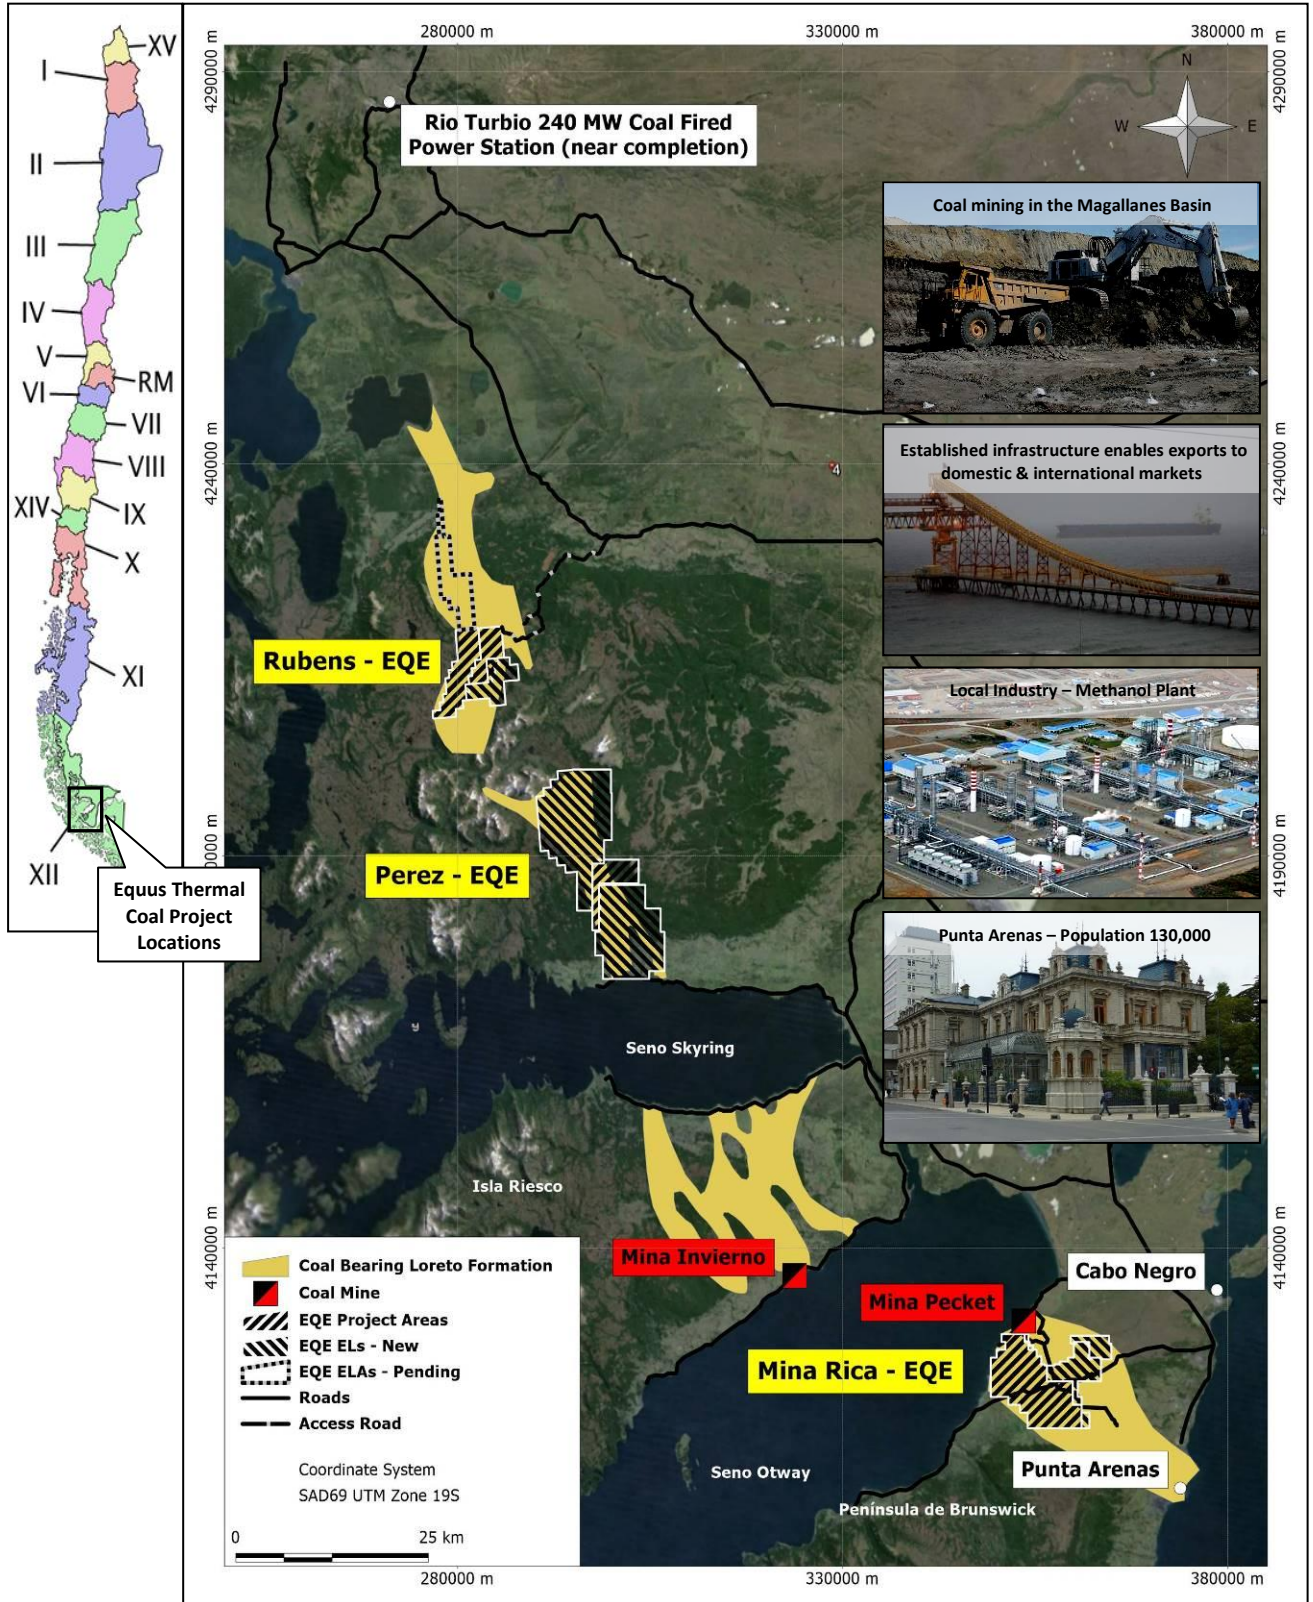 XV
I
II
III
IV
V
RM
VI
VII
VIII
XIV
IX
X
XI
XII
Equus Thermal
Coal Project
Locations
280000 m
330000 m
380000 m
4290000 m
4290000 m
N
W
E
Rio Turbio 240 MW Coal Fired
Power Station (near completion)
Coal mining in the Magallanes Basin
Established infrastructure enables exports to
domestic & international markets
4240000 m
4240000 m
4
Rubens - EQE
Local Industry – Methanol Plant
Perez - EQE
0000 m
4190000 m
Punta Arenas – Population 130,000
Seno Skyring
Isla Riesco
4140000 m
4140000 m
Mina Invierno
Cabo Negro
Mina Pecket
Mina Rica - EQE
Punta Arenas
Seno Otway
Península de Brunswick
Coal Bearing Loreto Formation
Coal Mine
EQE Project Areas
EQE ELs - New
EQE ELAs - Pending
Roads
Access Road
Coordinate System
SAD69 UTM Zone 19S
0
25 km
280000 m
330000 m
380000 m